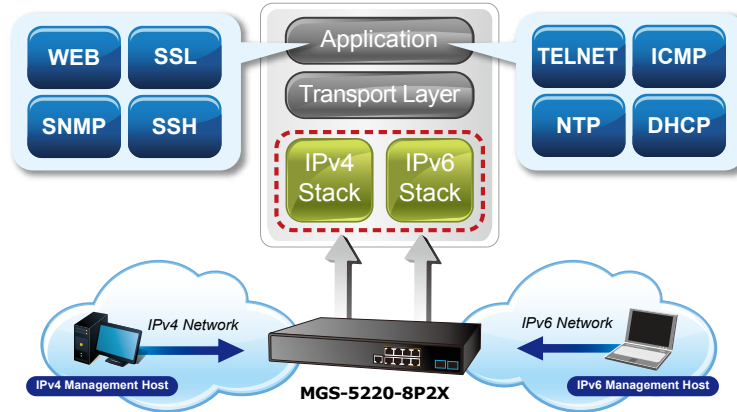 WEB
SSL
SNMP
SSH
Application
Transport Layer
IPv4
Stack
IPv6
Stack
TELNET
ICMP
NTP
DHCP
IPv4 Network
IPv4 Management Host
MGS-5220-8P2X
IPv6 Network
IPv6 Management Host